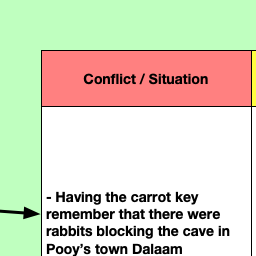 Conflict / Situation
- Having the carrot key
remember that there were
rabbits blocking the cave in
Pooy's town Dalaam